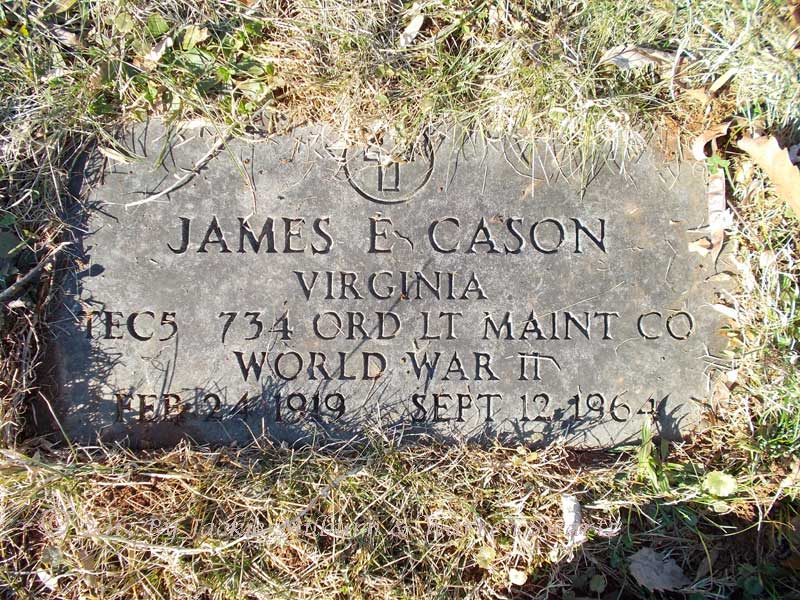 JAMES E CASON
VIRGINIA
TEC5 734 ORD LT MAINT CO
WORLD WAR II
FEB 24 1919 SEPT 12 1964